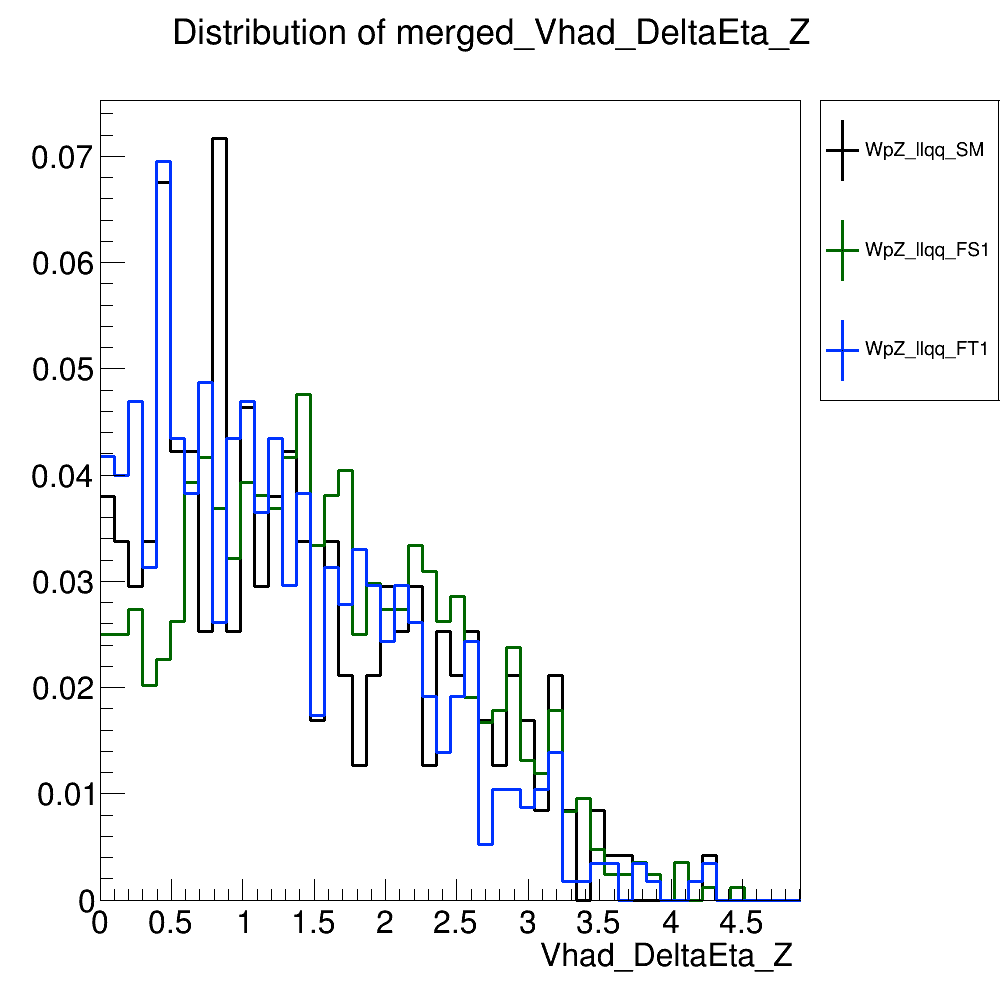 Distribution of merged_Vhad_DeltaEta_Z
WpZ_llqq_SM
WpZ_llqq_FS1
WpZ_llqq_FT1
0.07
0.06
0.05
0.04
0.03
0.02
0.01
0
0 0.5 1 1.5 2 2.5 3 3.5 4 4.5
Vhad_DeltaEta_Z